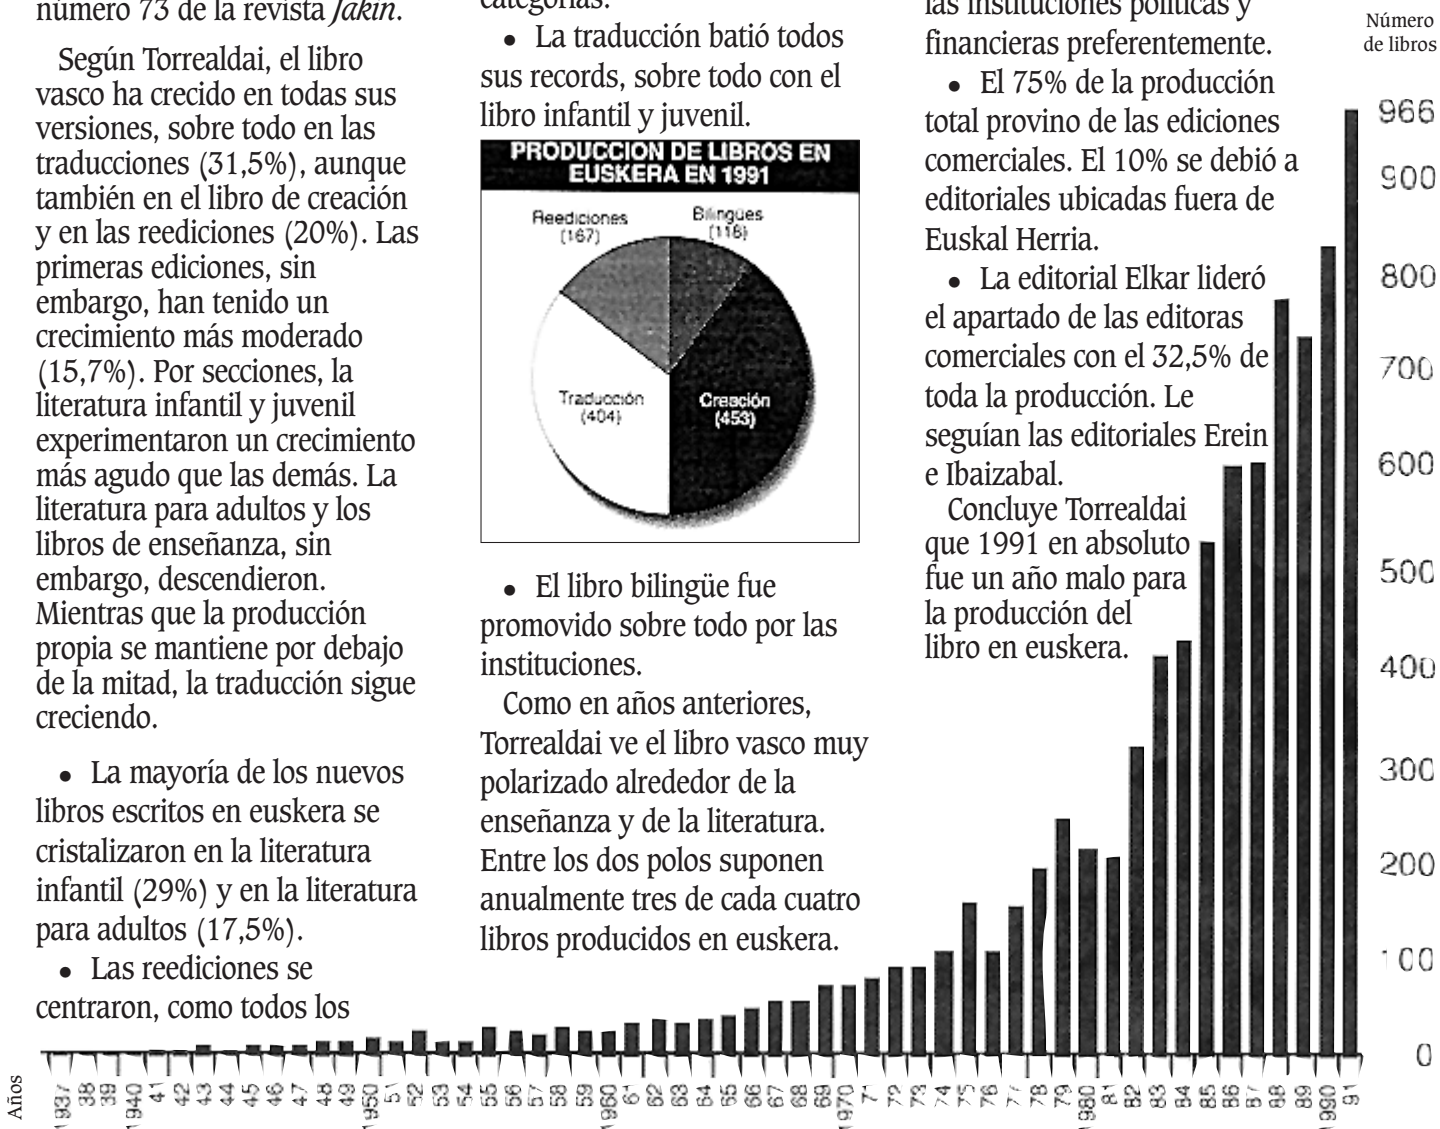 número 73 de la revista Jakin.
Según Torrealdai, el libro
vasco ha crecido en todas sus
versiones, sobre todo en las
traducciones (31,5%), aunque
también en el libro de creación
y en las reediciones (20%). Las
primeras ediciones, sin
embargo, han tenido un
crecimiento más moderado
(15,7%). Por secciones, la
literatura infantil y juvenil
experimentaron un crecimiento
más agudo que las demás. La
literatura para adultos y los
libros de enseñanza, sin
embargo, descendieron.
Mientras que la producción
propia se mantiene por debajo
de la mitad, la traducción sigue
creciendo.
• La mayoría de los nuevos
libros escritos en euskera se
cristalizaron en la literatura
infantil (29%) y en la literatura
para adultos (17,5%).
• Las reediciones se
centraron, como todos los
categorías.
• La traducción batió todos
sus records, sobre todo con el
libro infantil y juvenil.
PRODUCCION DE LIBROS EN
EUSKERA EN 1991
Reediciones
(167)
Bilingües
(118)
Traducción
(404)
Creación
(453)
• El libro bilingüe fue
promovido sobre todo por las
instituciones.
Como en años anteriores,
Torrealdai ve el libro vasco muy
polarizado alrededor de la
enseñanza y de la literatura.
Entre los dos polos suponen
anualmente tres de cada cuatro
libros producidos en euskera.
las instituciones políticas y
financieras preferentemente.
• El 75% de la producción
total provino de las ediciones
comerciales. El 10% se debió a
editoriales ubicadas fuera de
Euskal Herria.
• La editorial Elkar lideró
el apartado de las editoras
comerciales con el 32,5% de
toda la producción. Le
seguían las editoriales Erein
e Ibaizabal.
Concluye Torrealdai
que 1991 en absoluto
fue un año malo para
la producción del
libro en euskera.
Número
de libros
966
900
800
700
600
500
400
300
200
100
0
Años
1937
38
39
1940
41
42
43
44
45
46
47
48
49
1950
51
52
53
54
55
56
57
58
59
1960
61
62
63
64
65
66
67
68
69
1970
71
72
73
74
75
76
77
78
79
1980
81
82
83
84
85
86
87
88
89
1990
91